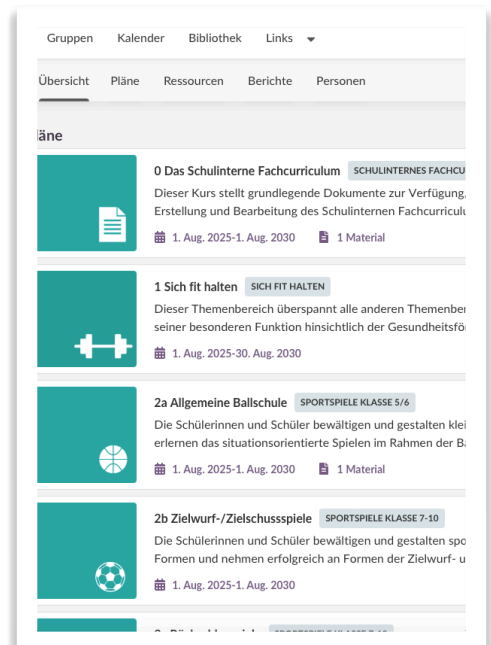 Gruppen Kalender Bibliothek Links
Übersicht Pläne Ressourcen Berichte Personen
läne
0 Das Schulinterne Fachcurriculum SCHULINTERNES FACHCU
Dieser Kurs stellt grundlegende Dokumente zur Verfügung,
Erstellung und Bearbeitung des Schulinternen Fachcurriculu
1. Aug. 2025-1. Aug. 2030 1 Material
1 Sich fit halten SICH FIT HALTEN
Dieser Themenbereich überspannt alle anderen Themenber
seiner besonderen Funktion hinsichtlich der Gesundheitsför
1. Aug. 2025-30. Aug. 2030
2a Allgemeine Ballschule SPORTSPIELE KLASSE 5/6
Die Schülerinnen und Schüler bewältigen und gestalten klei
erlernen das situationsorientierte Spielen im Rahmen der Ba
1. Aug. 2025-1. Aug. 2030 1 Material
2b Zielwurf-/Zielschussspiele SPORTSPIELE KLASSE 7-10
Die Schülerinnen und Schüler bewältigen und gestalten spo
Formen und nehmen erfolgreich an Formen der Zielwurf- u
1. Aug. 2025-1. Aug. 2030